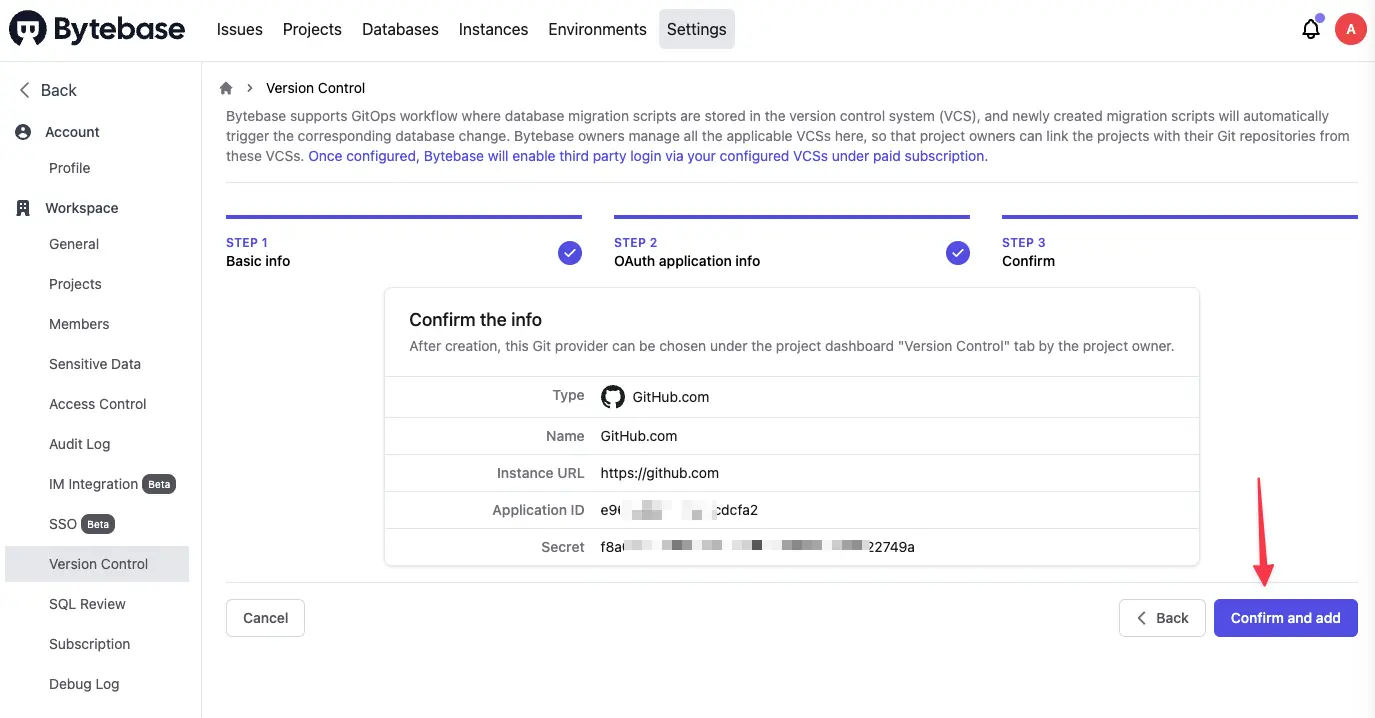 Bytebase
Issues Projects Databases Instances Environments Settings
A
Back
Account
Profile
Workspace
General
Projects
Members
Sensitive Data
Access Control
Audit Log
IM Integration Beta
SSO Beta
Version Control
SQL Review
Subscription
Debug Log
Version Control
Bytebase supports GitOps workflow where database migration scripts are stored in the version control system (VCS), and newly created migration scripts will automatically
trigger the corresponding database change. Bytebase owners manage all the applicable VCSs here, so that project owners can link the projects with their Git repositories from
these VCSs. Once configured, Bytebase will enable third party login via your configured VCSs under paid subscription.
STEP 1
Basic info
STEP 2
OAuth application info
STEP 3
Confirm
Confirm the info
After creation, this Git provider can be chosen under the project dashboard "Version Control" tab by the project owner.
Type GitHub.com
Name GitHub.com
Instance URL https://github.com
Application ID
Secret
Cancel
Back
Confirm and add